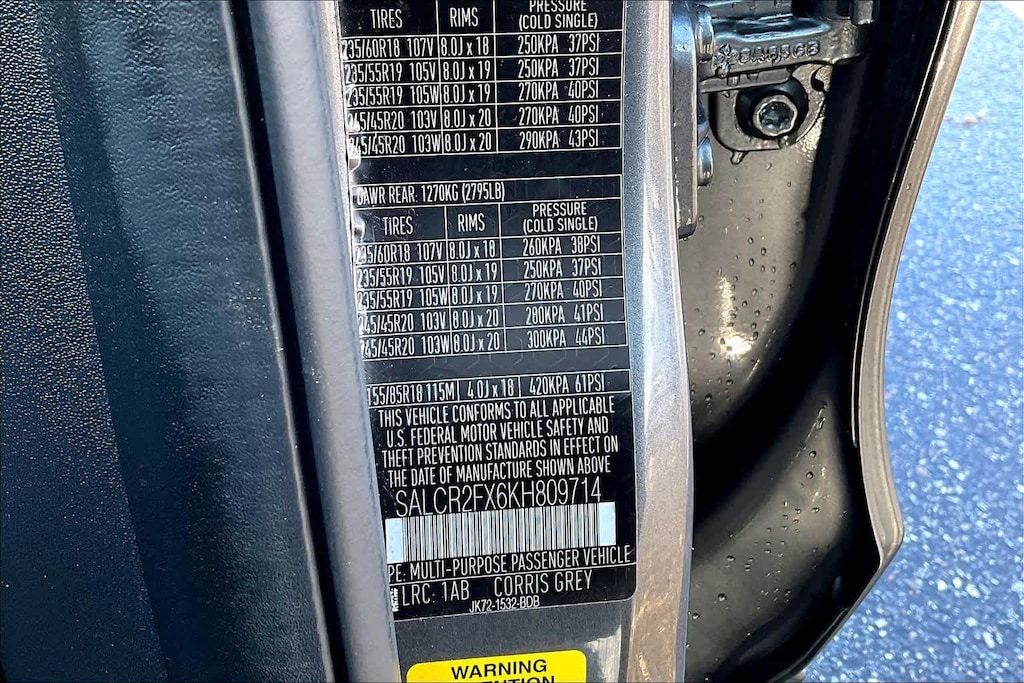 TIRES RIMS PRESSURE (COLD SINGLE)
235/60R18 107V 8.0J x 18 250KPA 37PSI
235/55R19 105V 8.0J x 19 250KPA 37PSI
235/55R19 105W 8.0J x 19 270KPA 40PSI
245/45R20 103V 8.0J x 20 270KPA 40PSI
245/45R20 103W 8.0J x 20 290KPA 43PSI
GAWR REAR: 1270KG (2795LB)
TIRES RIMS PRESSURE (COLD SINGLE)
235/60R18 107V 8.0J x 18 260KPA 38PSI
235/55R19 105V 8.0J x 19 250KPA 37PSI
235/55R19 105W 8.0J x 19 270KPA 40PSI
245/45R20 103V 8.0J x 20 280KPA 41PSI
245/45R20 103W 8.0J x 20 300KPA 44PSI
155/85R18 115M 4.0J x 18 420KPA 61PSI
THIS VEHICLE CONFORMS TO ALL APPLICABLE
U.S. FEDERAL MOTOR VEHICLE SAFETY AND
THEFT PREVENTION STANDARDS IN EFFECT ON
THE DATE OF MANUFACTURE SHOWN ABOVE
SALCR2FX6KH809714
PE: MULTI-PURPOSE PASSENGER VEHICLE
LRC: 1AB CORRIS GREY
JK72-1532-BDB
WARNING